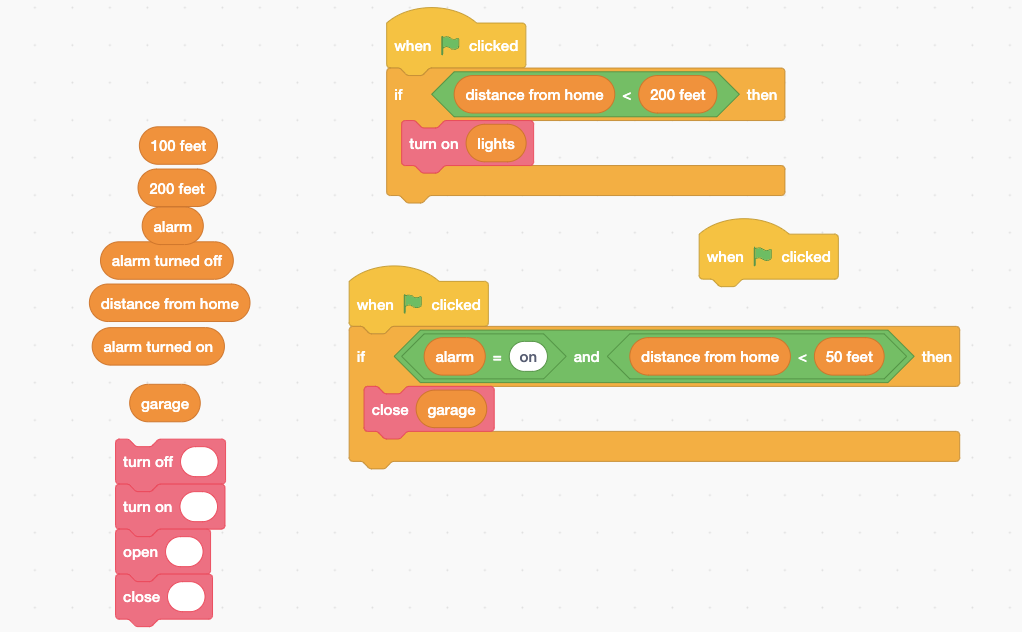 when clicked
if distance from home < 200 feet then
turn on lights
100 feet
200 feet
alarm
alarm turned off
distance from home
alarm turned on
garage
turn off
turn on
open
close
when clicked
when clicked
if alarm = on and distance from home < 50 feet then
close garage